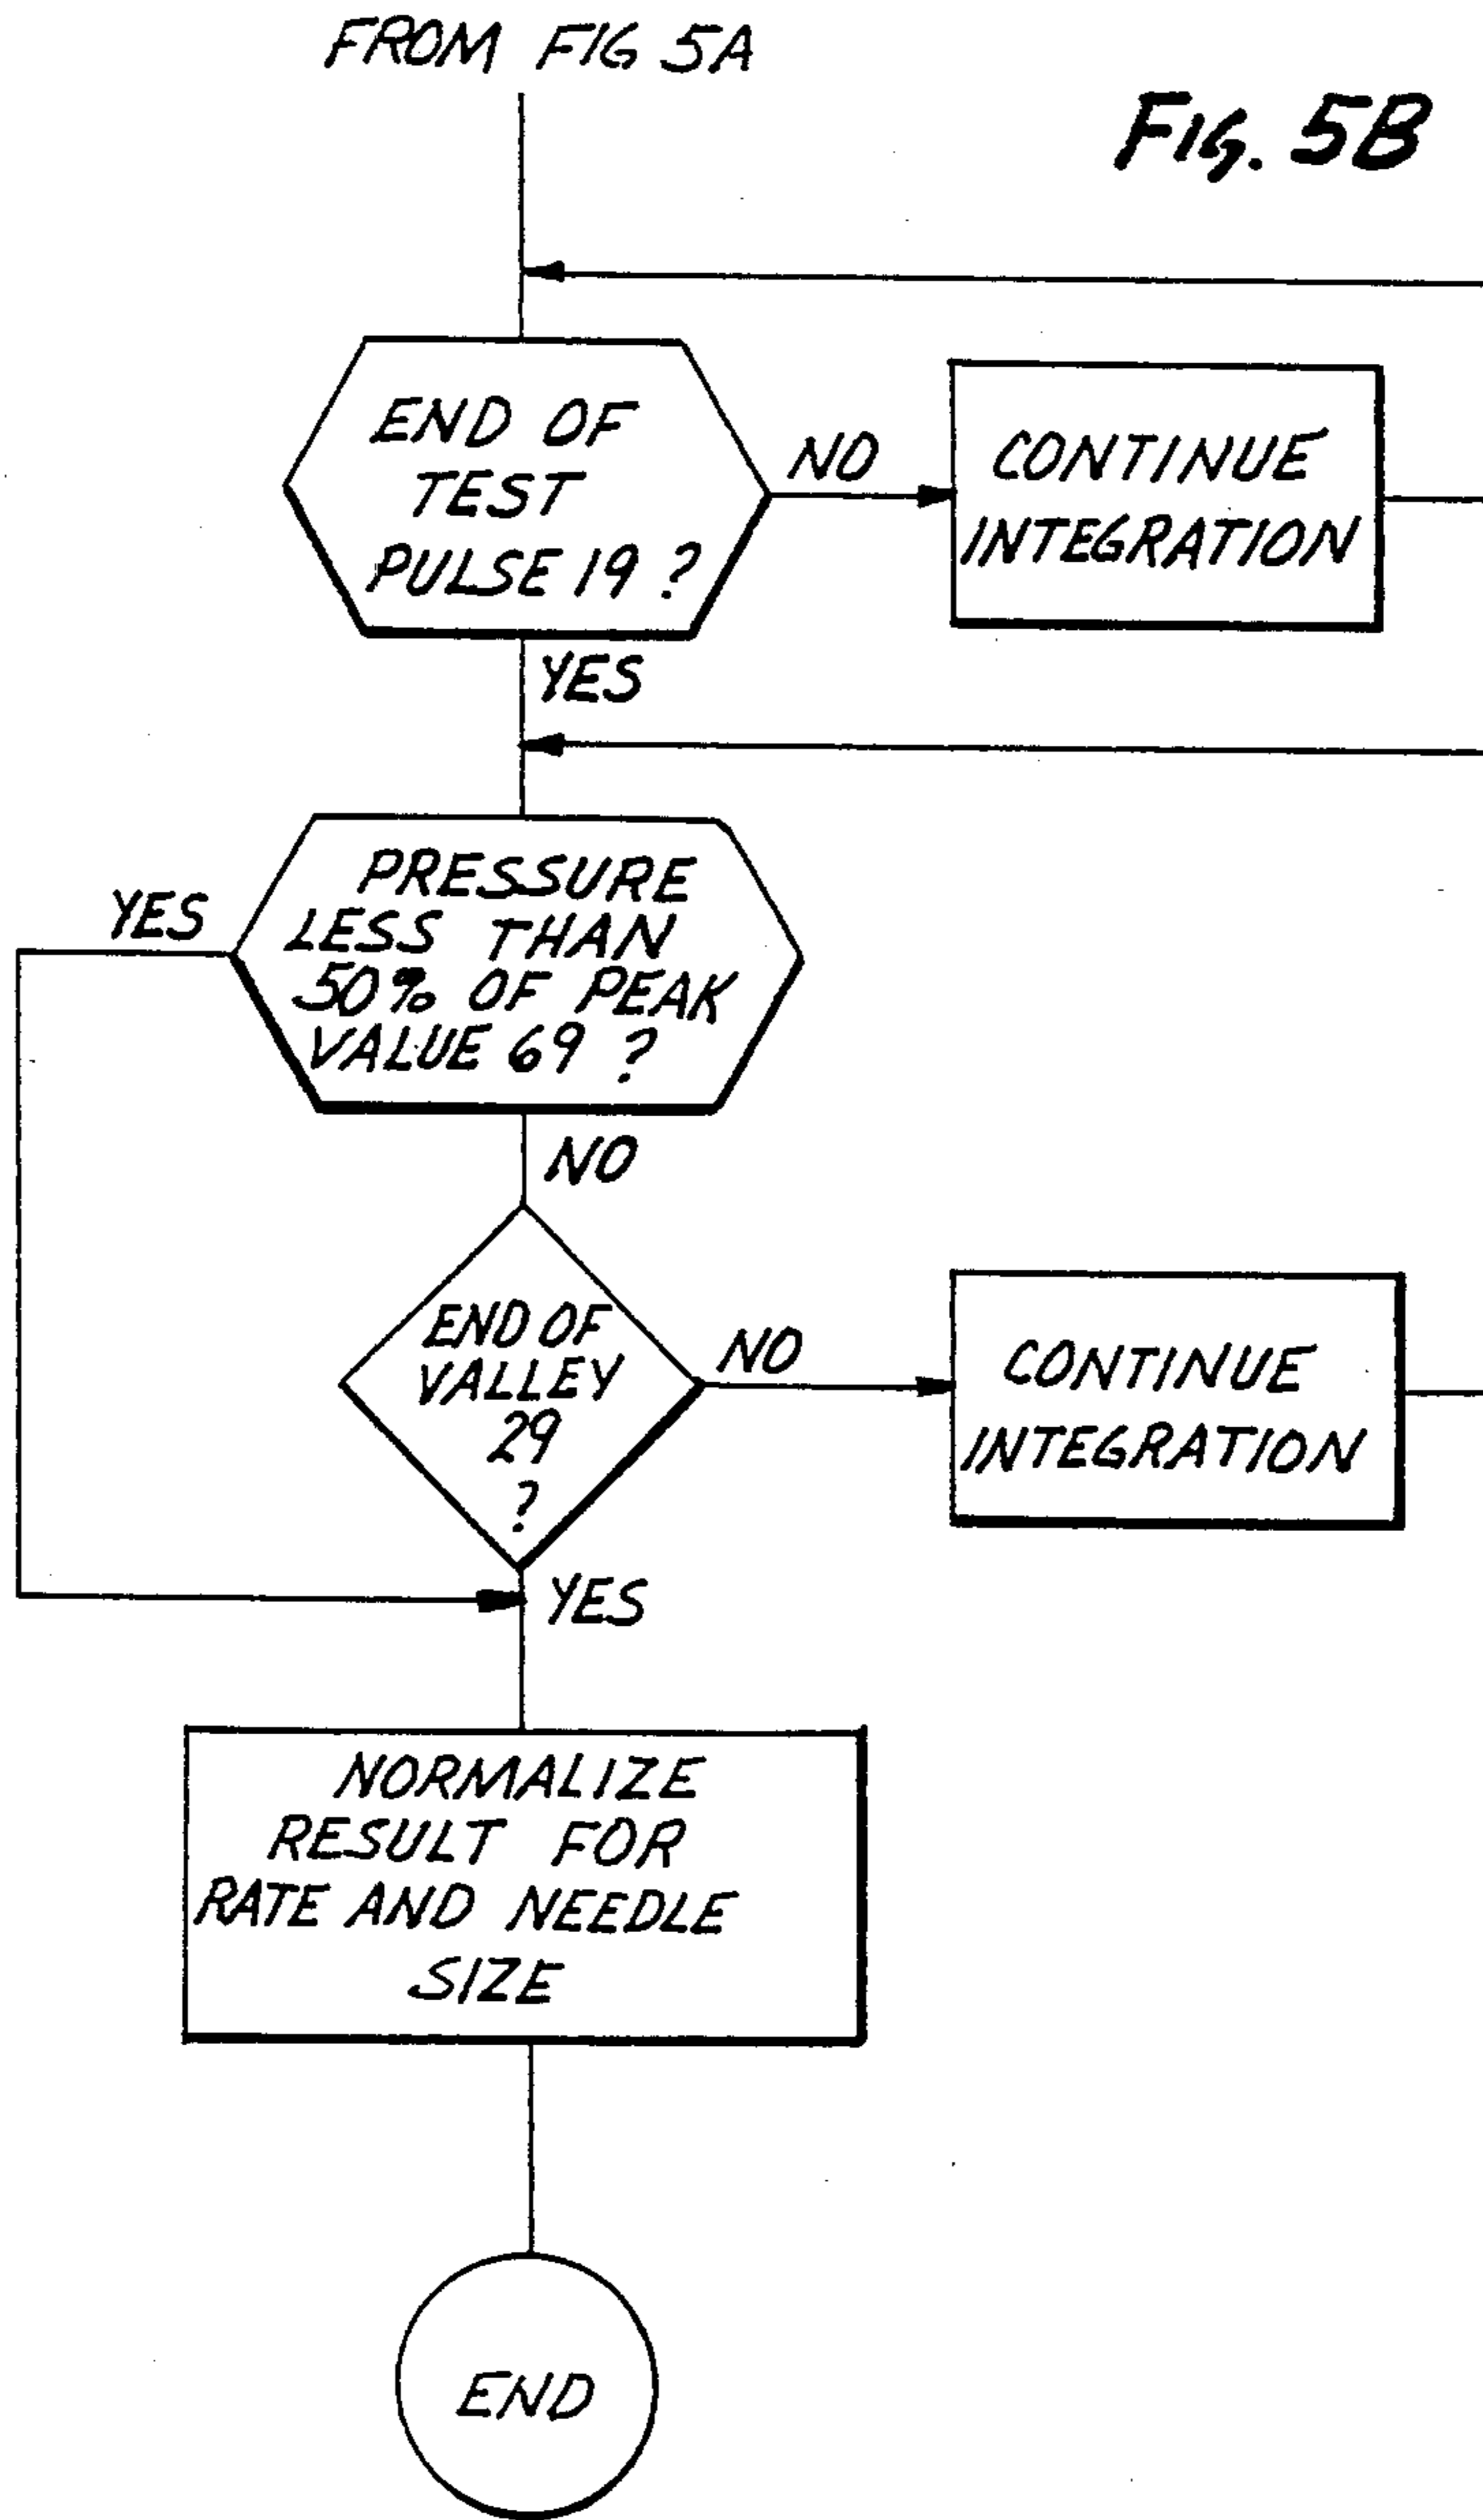 FROM FIG 5A
Fig. 5B
END OF
TEST
PULSE 19 ?
NO
CONTINUE
INTEGRATION
YES
YES
PRESSURE
LESS THAN
50% OF PEAK
VALUE 69 ?
NO
END OF
VALLEY
29
?
NO
CONTINUE
INTEGRATION
YES
NORMALIZE
RESULT FOR
RATE AND NEEDLE
SIZE
END